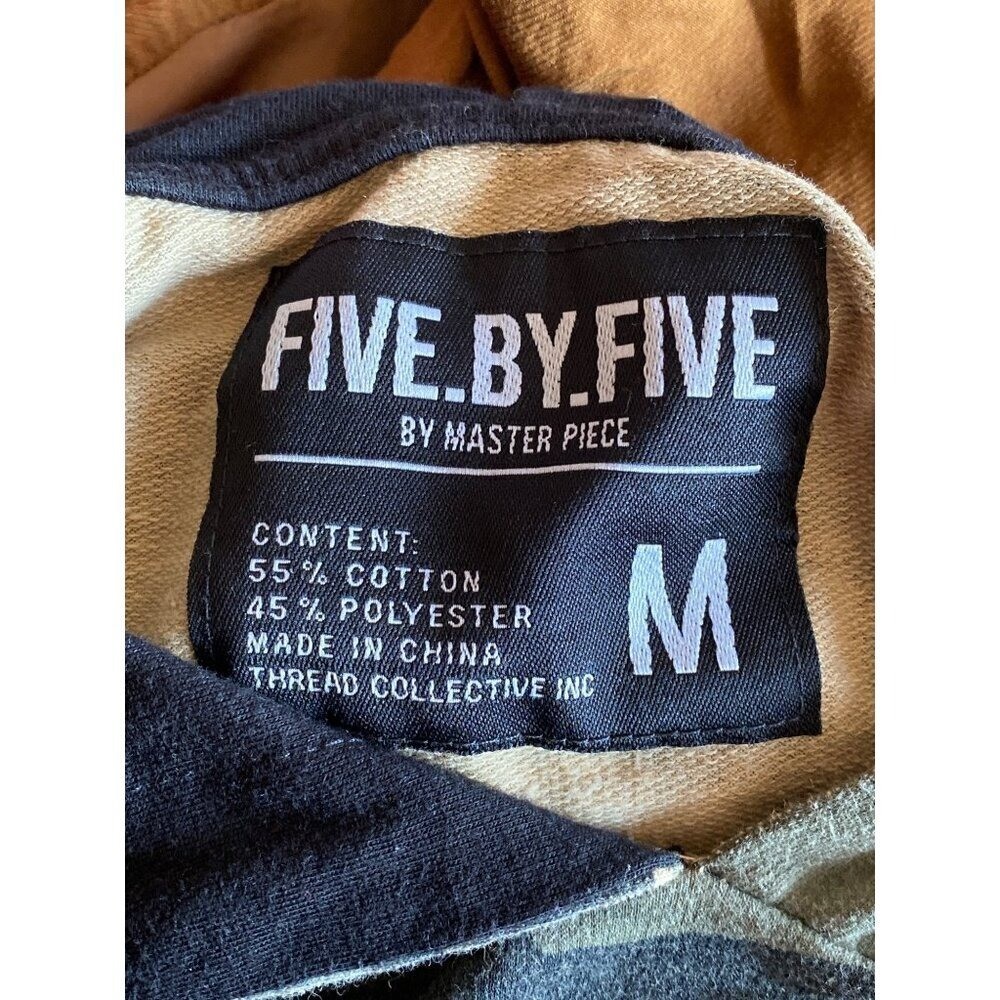 FIVE.BY.FIVE
BY MASTER PIECE
CONTENT:
55% COTTON
45% POLYESTER
MADE IN CHINA
THREAD COLLECTIVE INC
M